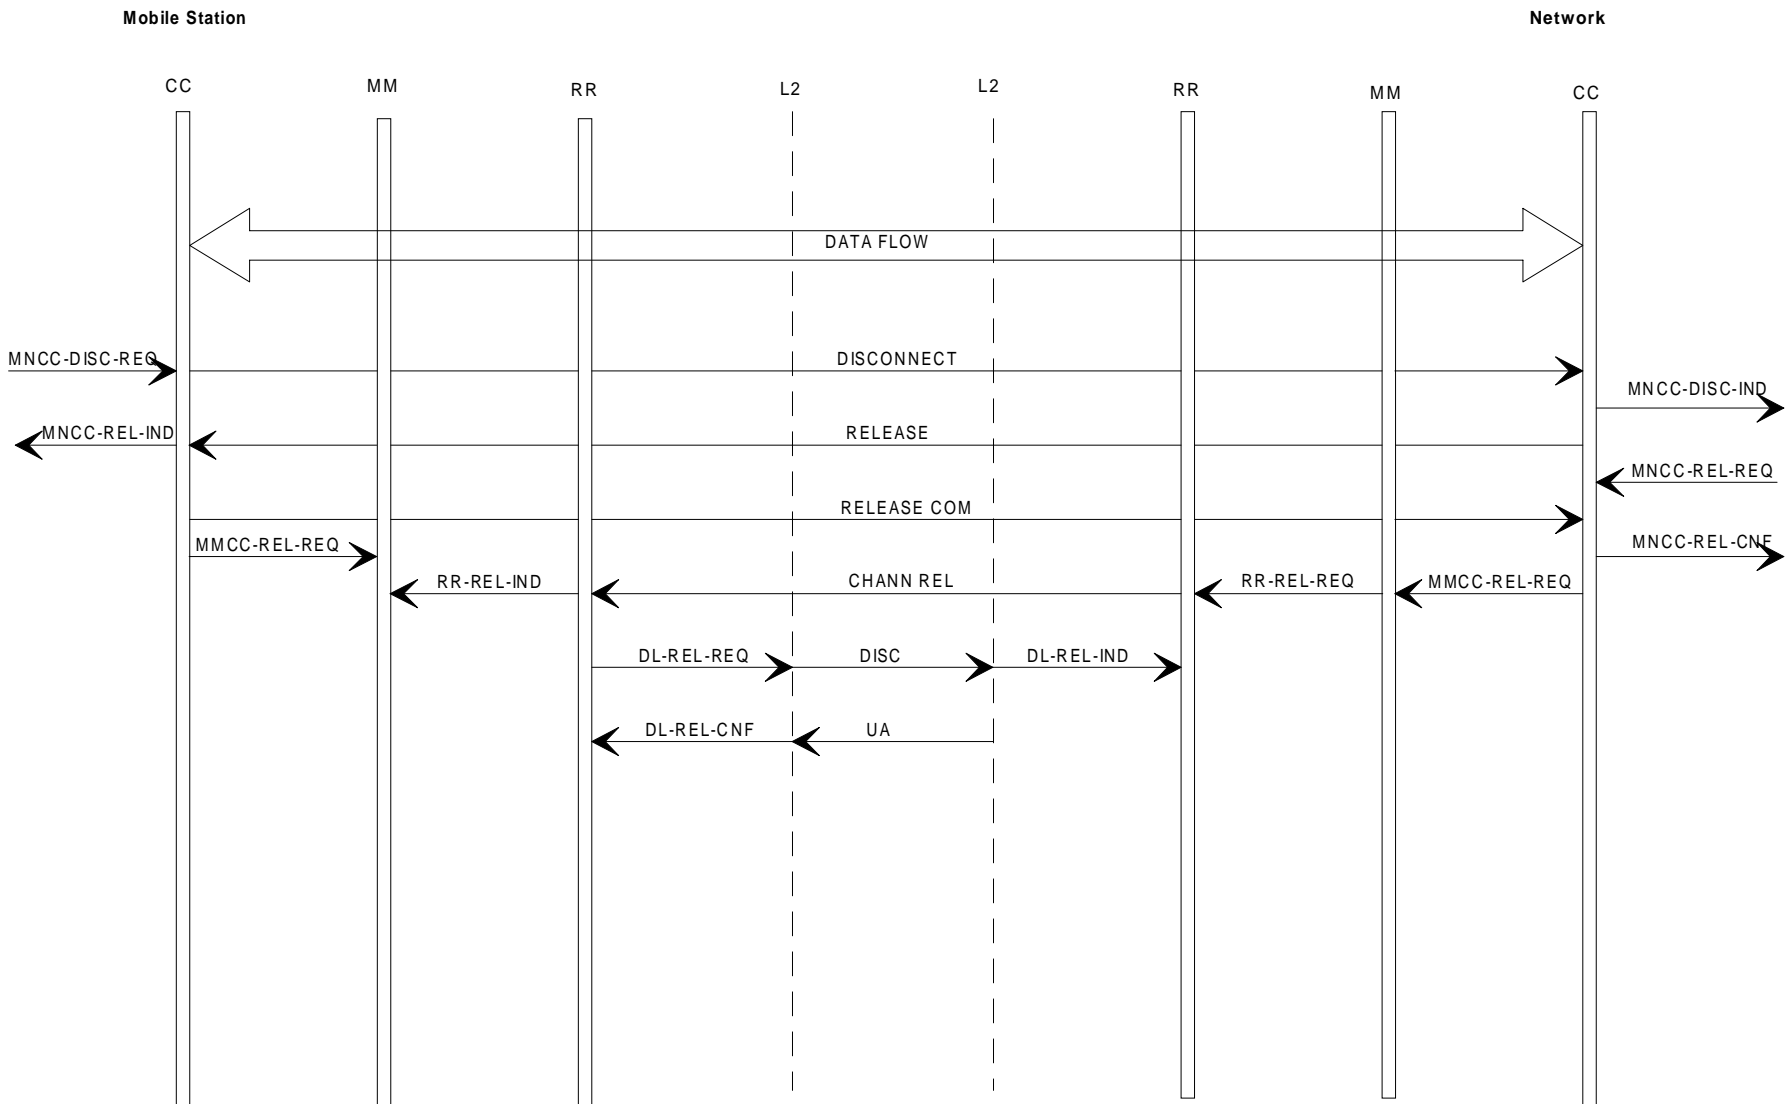 Mobile Station
Network
CC
MM
RR
L2
L2
RR
MM
CC
DATA FLOW
MNCC-DISC-REQ
DISCONNECT
MNCC-DISC-IND
MNCC-REL-IND
RELEASE
MNCC-REL-REQ
RELEASE COM
MMCC-REL-REQ
MNCC-REL-CNF
RR-REL-IND
CHANN REL
RR-REL-REQ
MMCC-REL-REQ
DL-REL-REQ
DISC
DL-REL-IND
DL-REL-CNF
UA